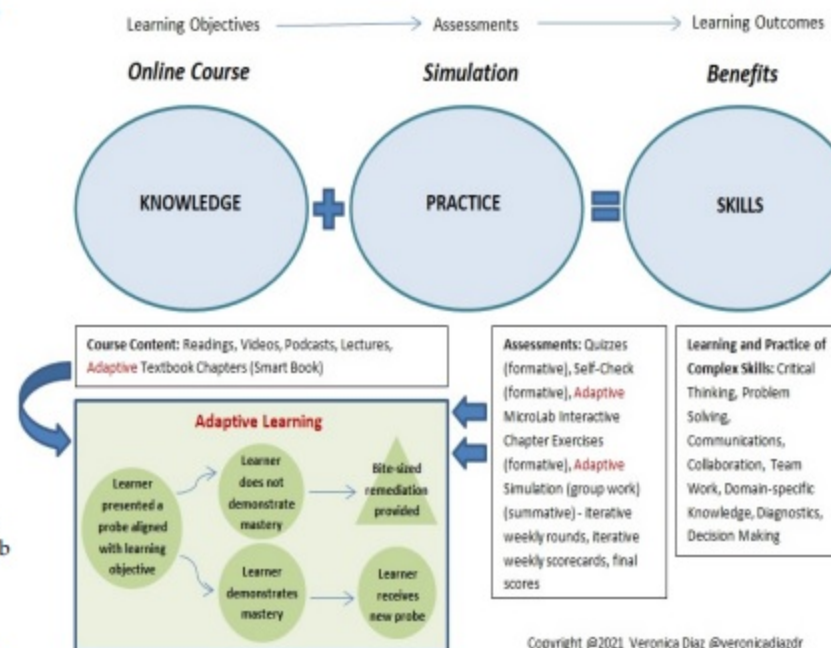 Learning Objectives
Assessments
Learning Outcomes
Online Course
Simulation
Benefits
KNOWLEDGE
PRACTICE
SKILLS
Course Content: Readings, Videos, Podcasts, Lectures,
Adaptive Textbook Chapters (Smart Book)
Adaptive Learning
Learner
presented a
probe aligned
with learning
objective
Learner
does not
demonstrate
mastery
Bite-sized
remediation
provided
Learner
demonstrates
mastery
Learner
receives
new probe
Assessments: Quizzes
(formative), Self-Check
(formative), Adaptive
MicroLab Interactive
Chapter Exercises
(formative), Adaptive
Simulation (group work)
(summative) - iterative
weekly rounds, iterative
weekly scorecards, final
scores
Learning and Practice of
Complex Skills: Critical
Thinking, Problem
Solving,
Communications,
Collaboration, Team
Work, Domain-specific
Knowledge, Diagnostics,
Decision Making
b
Copyright @2021 Veronica Diaz @veronicadiazdr